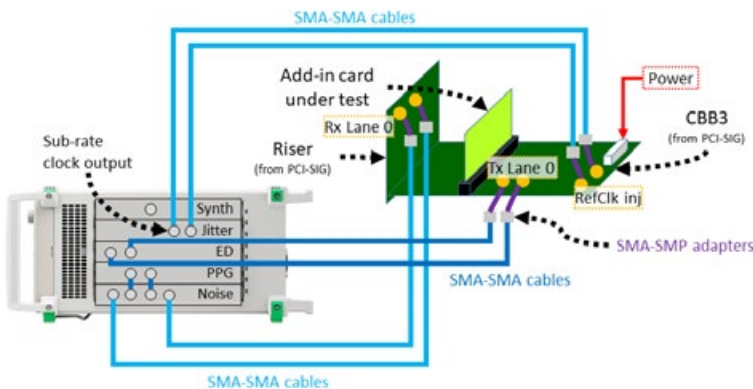 SMA-SMA cables
Add-in card
under test
Power
Rx Lane 0
CBB3
(from PCI-SIG)
Sub-rate
clock output
Riser
(from PCI-SIG)
Tx Lane 0
RefClk inj
Synth
Jitter
ED
PPG
Noise
SMA-SMP adapters
SMA-SMA cables
SMA-SMA cables